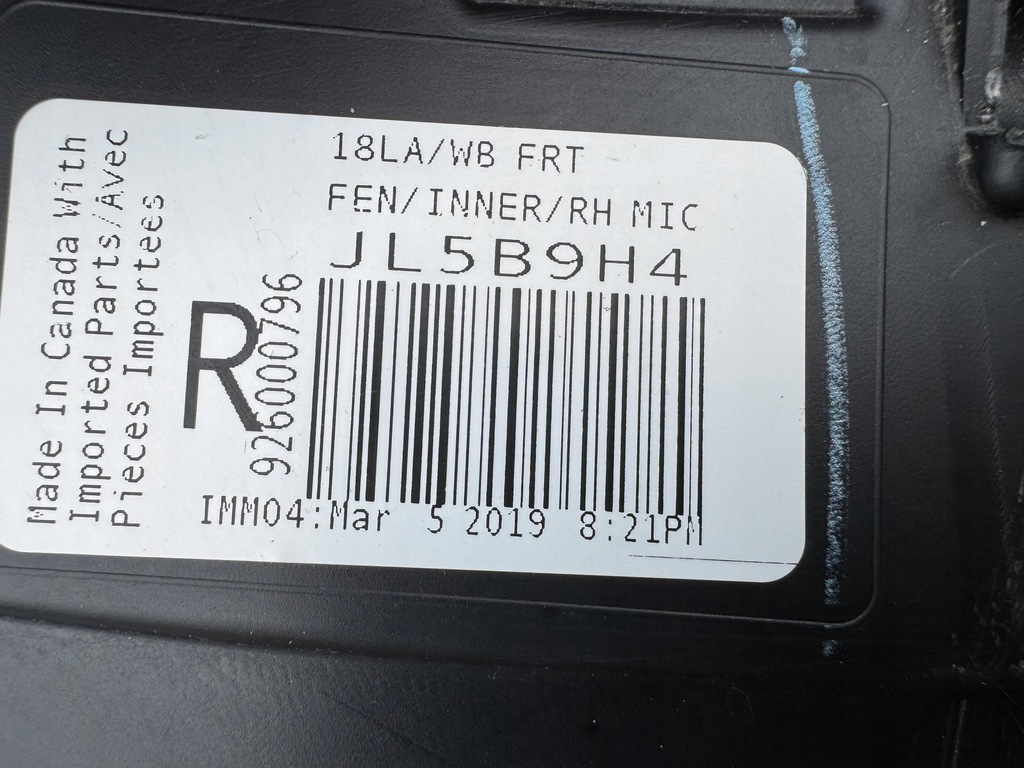 Made In Canada With
Imported Parts/Avec
Pieces Importees
18LA/WB FRT
FEN/INNER/RH MIC
JL5B9H4
R
926000796
IMM04:Mar 5 2019 8:21PM